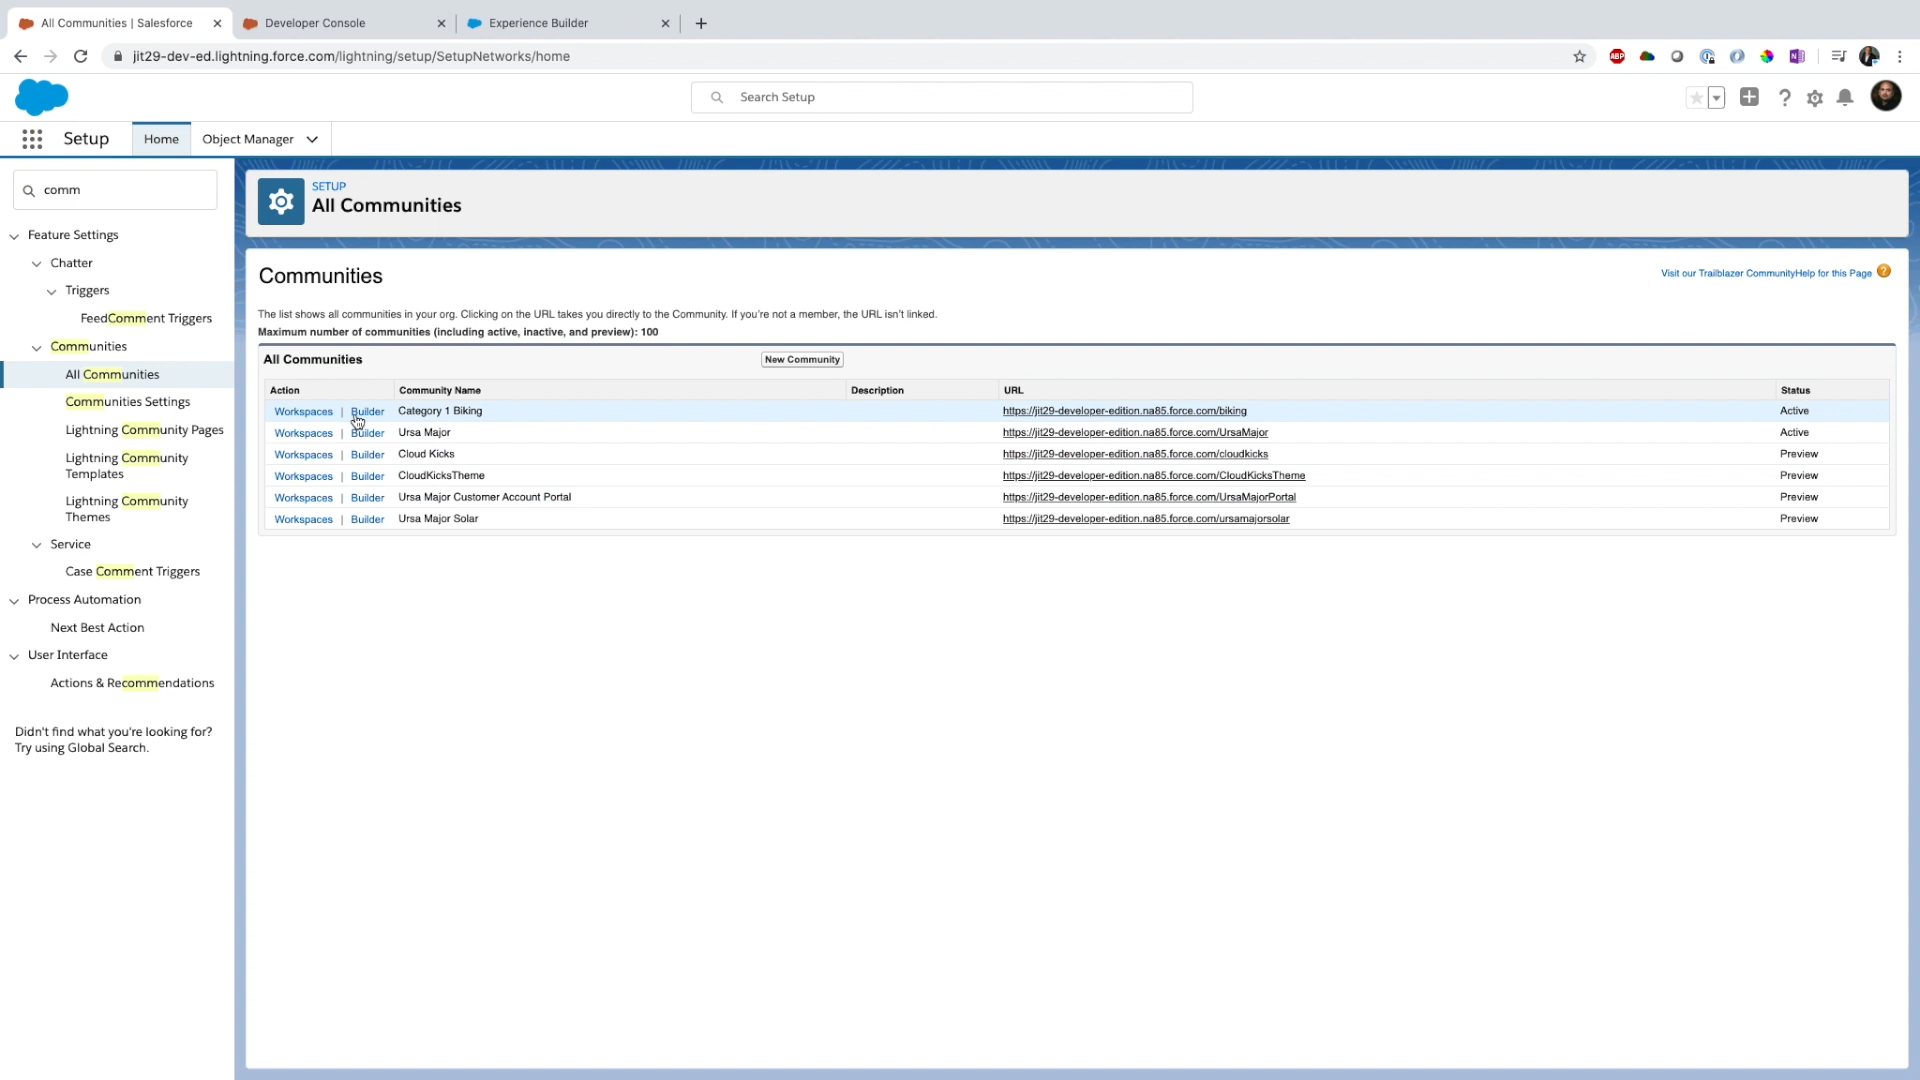 All Communities | Salesforce
Developer Console
Experience Builder
jit29-dev-ed.lightning.force.com/lightning/setup/SetupNetworks/home
ABP
Search Setup
Setup
Home
Object Manager
comm
Feature Settings
Chatter
Triggers
FeedComment Triggers
Communities
All Communities
Communities Settings
Lightning Community Pages
Lightning Community
Templates
Lightning Community
Themes
Service
Case Comment Triggers
Process Automation
Next Best Action
User Interface
Actions & Recommendations
Didn't find what you're looking for?
Try using Global Search.
SETUP
All Communities
Communities
Visit our Trailblazer CommunityHelp for this Page ?
The list shows all communities in your org. Clicking on the URL takes you directly to the Community. If you're not a member, the URL isn't linked.
Maximum number of communities (including active, inactive, and preview): 100
All Communities New Community
Action Community Name Description URL Status
Workspaces | Builder Category 1 Biking https://jit29-developer-edition.na85.force.com/biking Active
Workspaces | Builder Ursa Major https://jit29-developer-edition.na85.force.com/UrsaMajor Active
Workspaces | Builder Cloud Kicks https://jit29-developer-edition.na85.force.com/cloudkicks Preview
Workspaces | Builder CloudKicksTheme https://jit29-developer-edition.na85.force.com/CloudKicksTheme Preview
Workspaces | Builder Ursa Major Customer Account Portal https://jit29-developer-edition.na85.force.com/UrsaMajorPortal Preview
Workspaces | Builder Ursa Major Solar https://jit29-developer-edition.na85.force.com/ursamajorsolar Preview